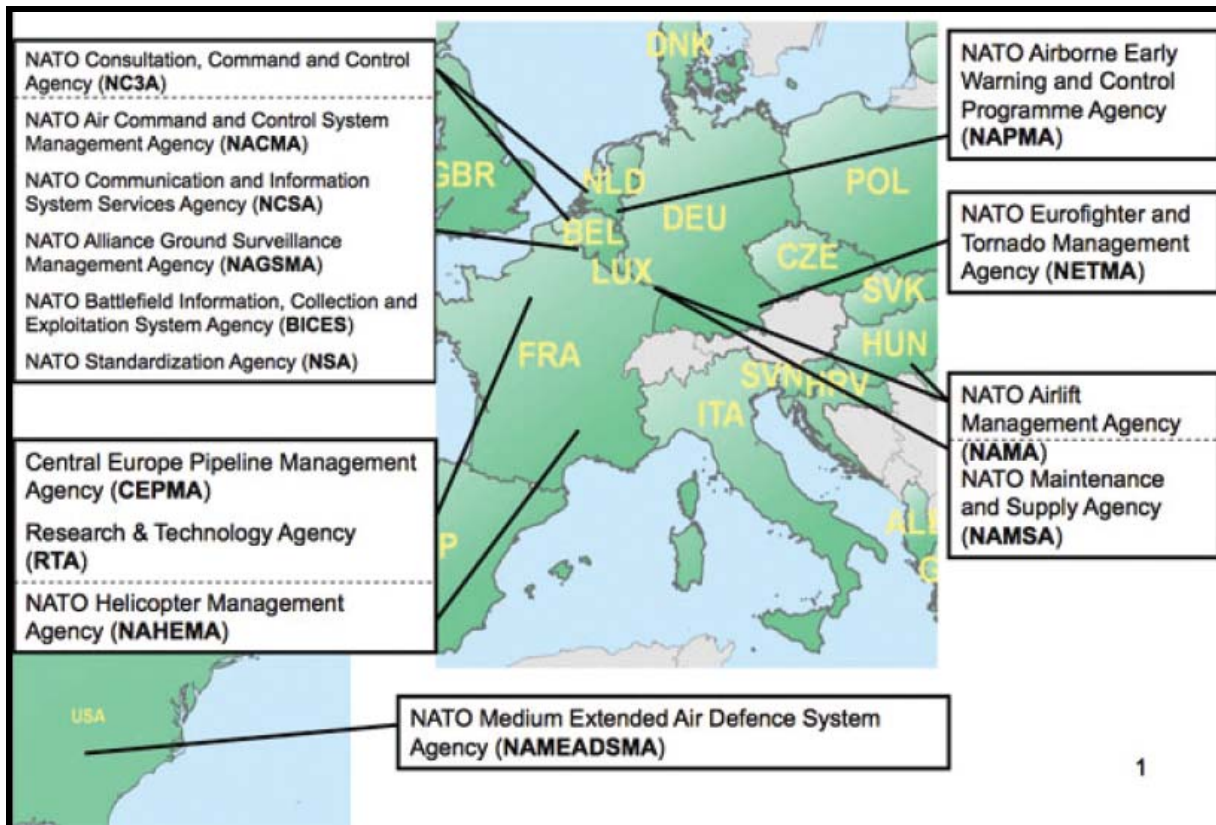 NATO Consultation, Command and Control
Agency (NC3A)
NATO Air Command and Control System
Management Agency (NACMA)
NATO Communication and Information
System Services Agency (NCSA)
NATO Alliance Ground Surveillance
Management Agency (NAGSMA)
NATO Battlefield Information, Collection and
Exploitation System Agency (BICES)
NATO Standardization Agency (NSA)
Central Europe Pipeline Management
Agency (CEPMA)
Research & Technology Agency
(RTA)
NATO Helicopter Management
Agency (NAHEMA)
DNK
GBR
NLD
BEL
LUX
DEU
POL
CZE
SVK
HUN
FRA
SVN
HRV
ITA
ALB
P
G
NATO Airborne Early
Warning and Control
Programme Agency
(NAPMA)
NATO Eurofighter and
Tornado Management
Agency (NETMA)
NATO Airlift
Management Agency
(NAMA)
NATO Maintenance
and Supply Agency
(NAMSA)
USA
NATO Medium Extended Air Defence System
Agency (NAMEADSMA)
1